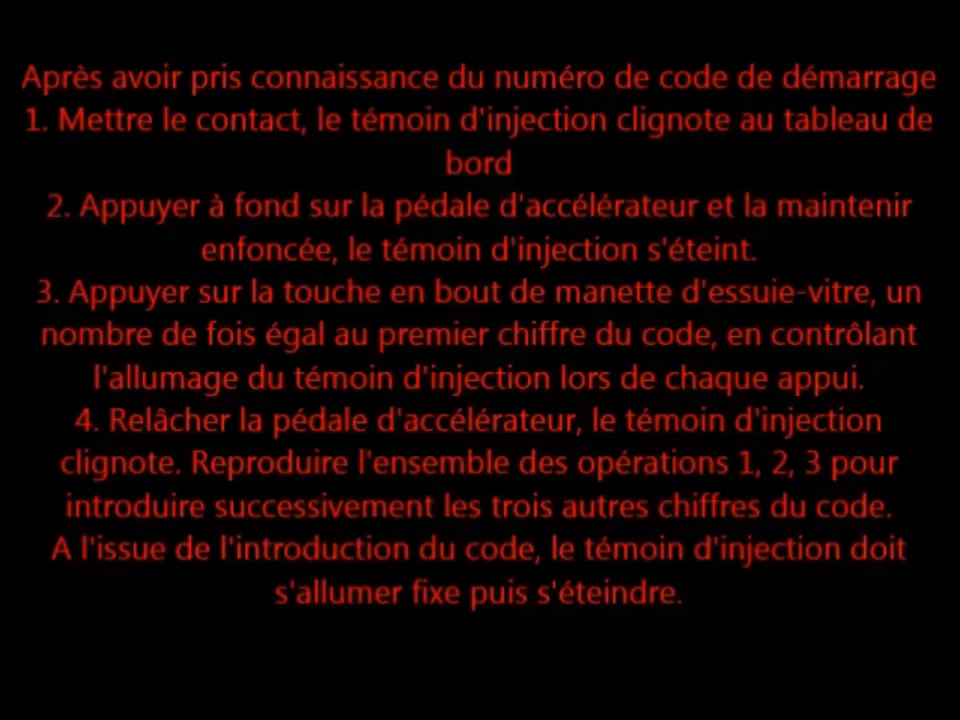 Après avoir pris connaissance du numéro de code de démarrage
1. Mettre le contact, le témoin d'injection clignote au tableau de
bord
2. Appuyer à fond sur la pédale d'accélérateur et la maintenir
enfoncée, le témoin d'injection s'éteint.
3. Appuyer sur la touche en bout de manette d'essuie-vitre, un
nombre de fois égal au premier chiffre du code, en contrôlant
l'allumage du témoin d'injection lors de chaque appui.
4. Relâcher la pédale d'accélérateur, le témoin d'injection
clignote. Reproduire l'ensemble des opérations 1, 2, 3 pour
introduire successivement les trois autres chiffres du code.
A l'issue de l'introduction du code, le témoin d'injection doit
s'allumer fixe puis s'éteindre.